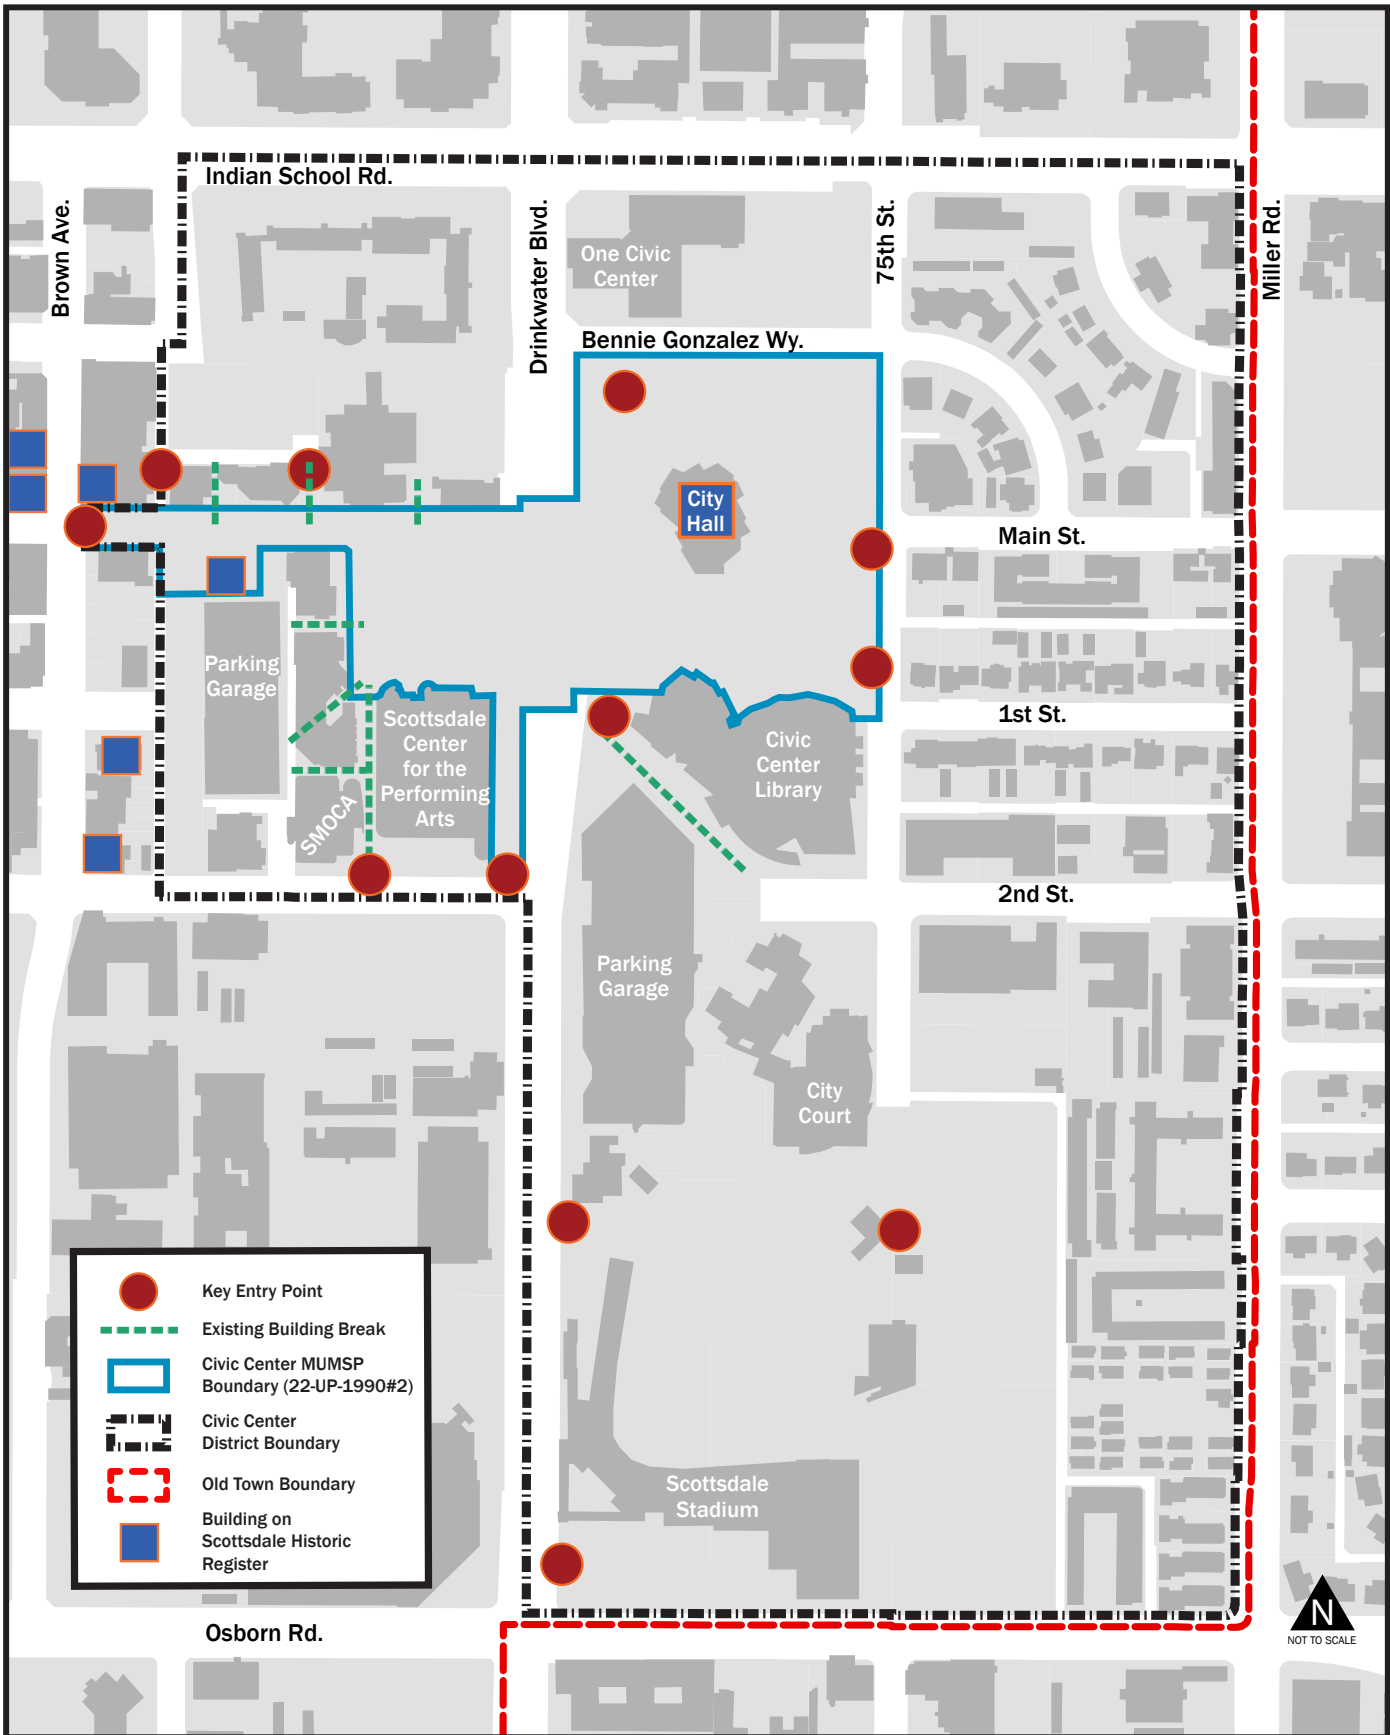 Indian School Rd.
Brown Ave.
Drinkwater Blvd.
75th St.
Miller Rd.
One Civic
Center
Bennie Gonzalez Wy.
City
Hall
Main St.
Parking
Garage
Scottsdale
Center
for the
Performing
Arts
SMOCA
Civic
Center
Library
1st St.
2nd St.
Parking
Garage
City
Court
Scottsdale
Stadium
Key Entry Point
Existing Building Break
Civic Center MUMSP
Boundary (22-UP-1990#2)
Civic Center
District Boundary
Old Town Boundary
Building on
Scottsdale Historic
Register
Osborn Rd.
N
NOT TO SCALE